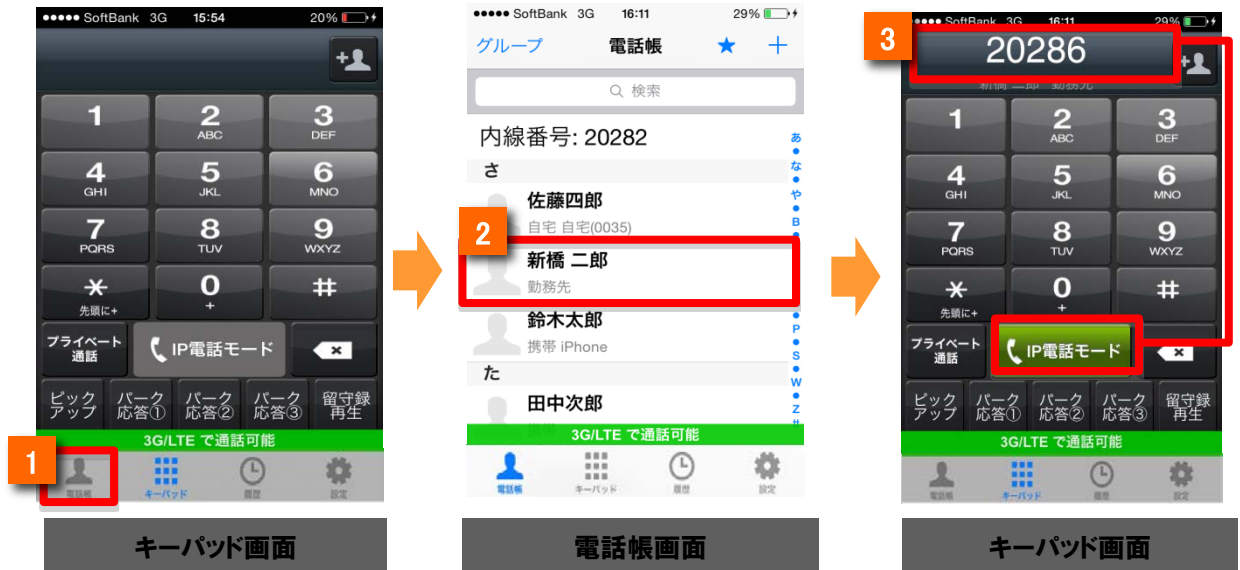 SoftBank 3G 15:54 20%
1
2
ABC
3
DEF
4
GHI
5
JKL
6
MNO
7
PQRS
8
TUV
9
WXYZ
先頭に+
0
+
#
プライベート
通話
IP電話モード
ピック
アップ
パーク
応答①
パーク
応答②
パーク
応答③
留守録
再生
3G/LTE で通話可能
1
電話帳
キーパッド
履歴
設定
キーパッド画面
SoftBank 3G 16:11 29%
グループ 電話帳
検索
内線番号: 20282
さ
佐藤四郎
自宅 自宅(0035)
2
新橋 二郎
勤務先
鈴木太郎
携帯 iPhone
た
田中次郎
携帯
あ
な
や
B
P
S
W
Z
#
3G/LTE で通話可能
電話帳
キーパッド
履歴
設定
電話帳画面
SoftBank 3G 16:11 29%
3
20286
新橋 二郎 勤務先
1
2
ABC
3
DEF
4
GHI
5
JKL
6
MNO
7
PQRS
8
TUV
9
WXYZ
先頭に+
0
+
#
プライベート
通話
IP電話モード
ピック
アップ
パーク
応答①
パーク
応答②
パーク
応答③
留守録
再生
3G/LTE で通話可能
電話帳
キーパッド
履歴
設定
キーパッド画面